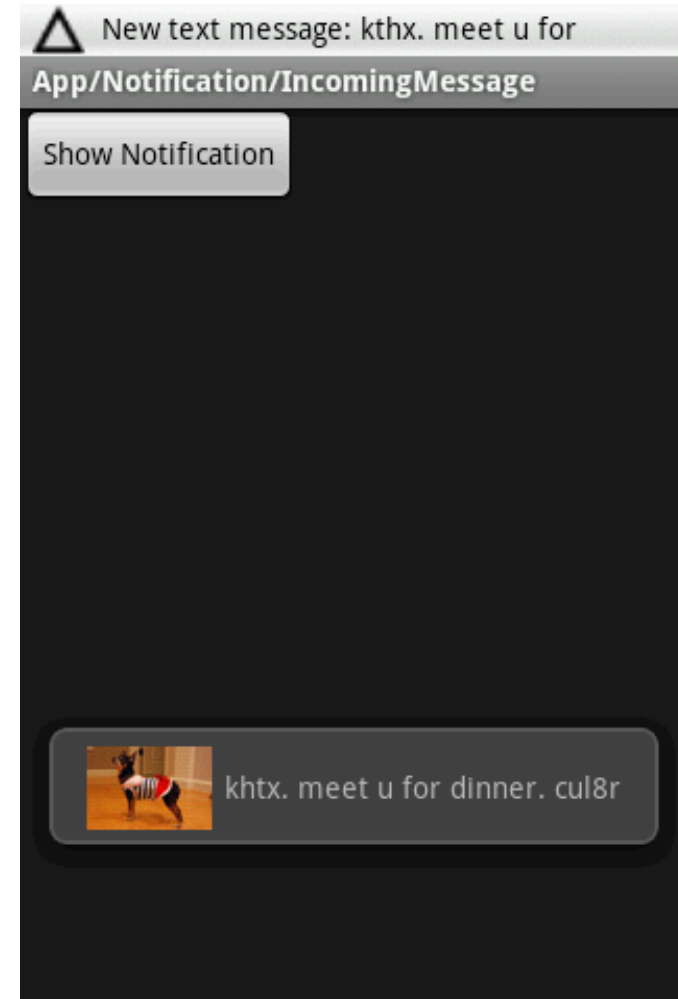 New text message: kthx. meet u for
App/Notification/IncomingMessage
Show Notification
khtx. meet u for dinner. cul8r